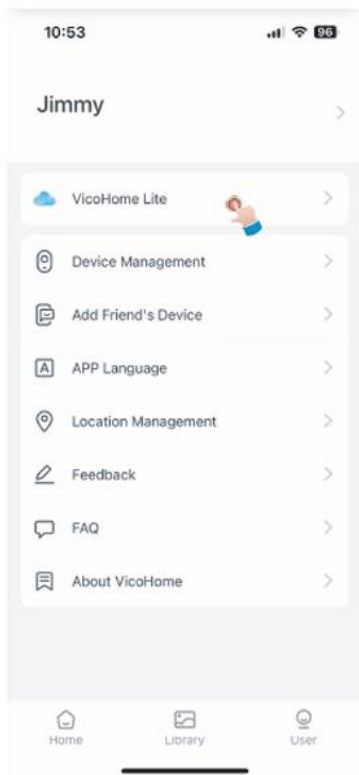 10:53
96
Jimmy
VicoHome Lite
Device Management
Add Friend's Device
APP Language
Location Management
Feedback
FAQ
About VicoHome
Home
Library
User